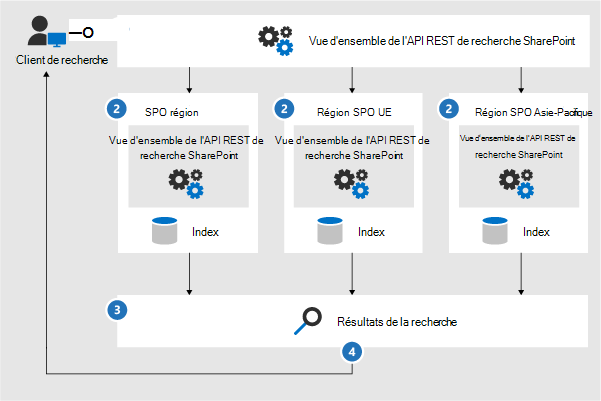 —O
Vue d'ensemble de l'API REST de recherche SharePoint
Client de recherche
2
SPO région
Vue d'ensemble de l'API REST de
recherche SharePoint
Index
2
Région SPO UE
Vue d'ensemble de l'API REST de
recherche SharePoint
Index
2
Région SPO Asie-Pacifique
Vue d'ensemble de l'API REST de
recherche SharePoint
Index
3
Résultats de la recherche
4